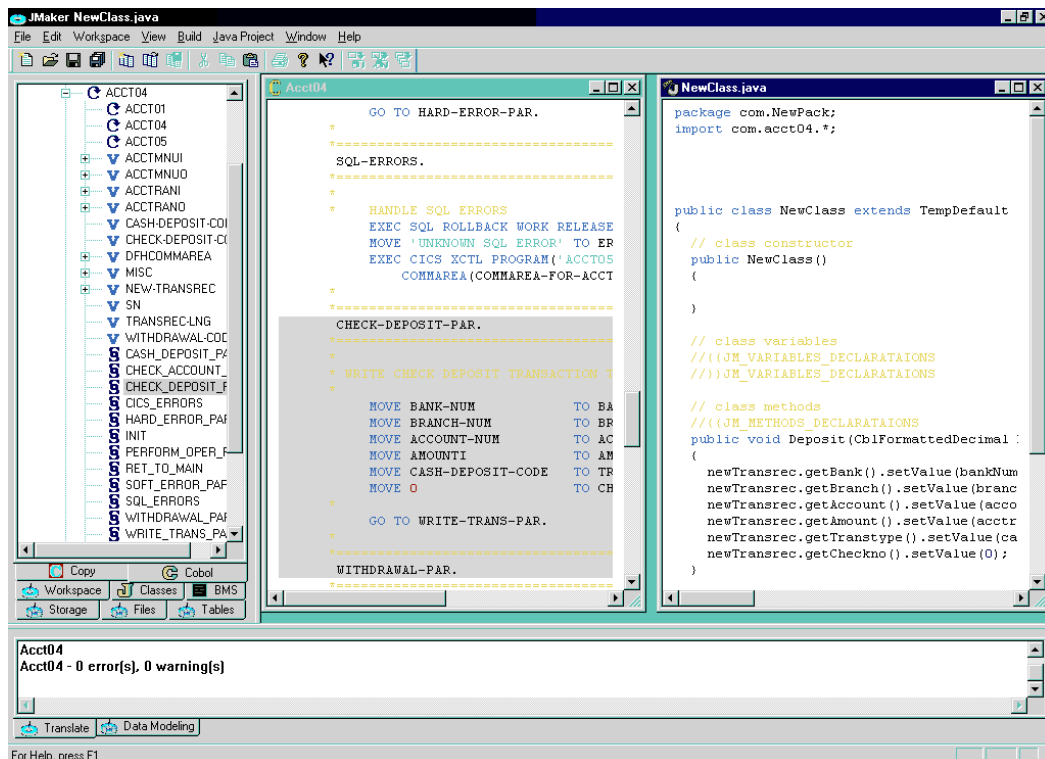 JMaker NewClass.java
File Edit Workspace View Build Java Project Window Help
ACCT04
ACCT01
ACCT04
ACCT05
ACCTMNUI
ACCTMNUO
ACCTRANI
ACCTRANO
CASH-DEPOSIT-COI
CHECK-DEPOSIT-C(
DFHCOMMAREA
MISC
NEW-TRANSREC
SN
TRANSREC-LNG
WITHDRAWAL-COD
CASH_DEPOSIT_PA
CHECK_ACCOUNT_
CHECK_DEPOSIT_F
CICS_ERRORS
HARD_ERROR_PAF
INIT
PERFORM_OPER_F
RET_TO_MAIN
SOFT_ERROR_PAF
SQL_ERRORS
WITHDRAWAL_PAF
WRITE_TRANS_PA
Copy Cobol
Workspace Classes BMS
Storage Files Tables
Acct04
GO TO HARD-ERROR-PAR.
*
*=================================
SQL-ERRORS.
*=================================
*
* HANDLE SQL ERRORS
EXEC SQL ROLLBACK WORK RELEASE
MOVE 'UNKNOWN SQL ERROR' TO ER
EXEC CICS XCTL PROGRAM('ACCT05
COMMAREA(COMMAREA-FOR-ACCT
*
*=================================
CHECK-DEPOSIT-PAR.
*---------------------------------
*
* WRITE CHECK DEPOSIT TRANSACTION T
*
MOVE BANK-NUM TO BA
MOVE BRANCH-NUM TO BR
MOVE ACCOUNT-NUM TO AC
MOVE AMOUNTI TO AM
MOVE CASH-DEPOSIT-CODE TO TR
MOVE 0 TO CH
*
GO TO WRITE-TRANS-PAR.
*
*=================================
WITHDRAWAL-PAR.
*=================================
NewClass.java
package com.NewPack;
import com.acct04.*;
public class NewClass extends TempDefault
{
// class constructor
public NewClass()
{
}
// class variables
//((JM_VARIABLES_DECLARATAIONS
//))JM_VARIABLES_DECLARATAIONS
// class methods
//((JM_METHODS_DECLARATAIONS
public void Deposit(CblFormattedDecimal
{
newTransrec.getBank().setValue(bankNum
newTransrec.getBranch().setValue(branc
newTransrec.getAccount().setValue(acco
newTransrec.getAmount().setValue(acctr
newTransrec.getTranstype().setValue(ca
newTransrec.getCheckno().setValue(0);
}
Acct04
Acct04 - 0 error(s), 0 warning(s)
Translate Data Modeling
For Help, press F1